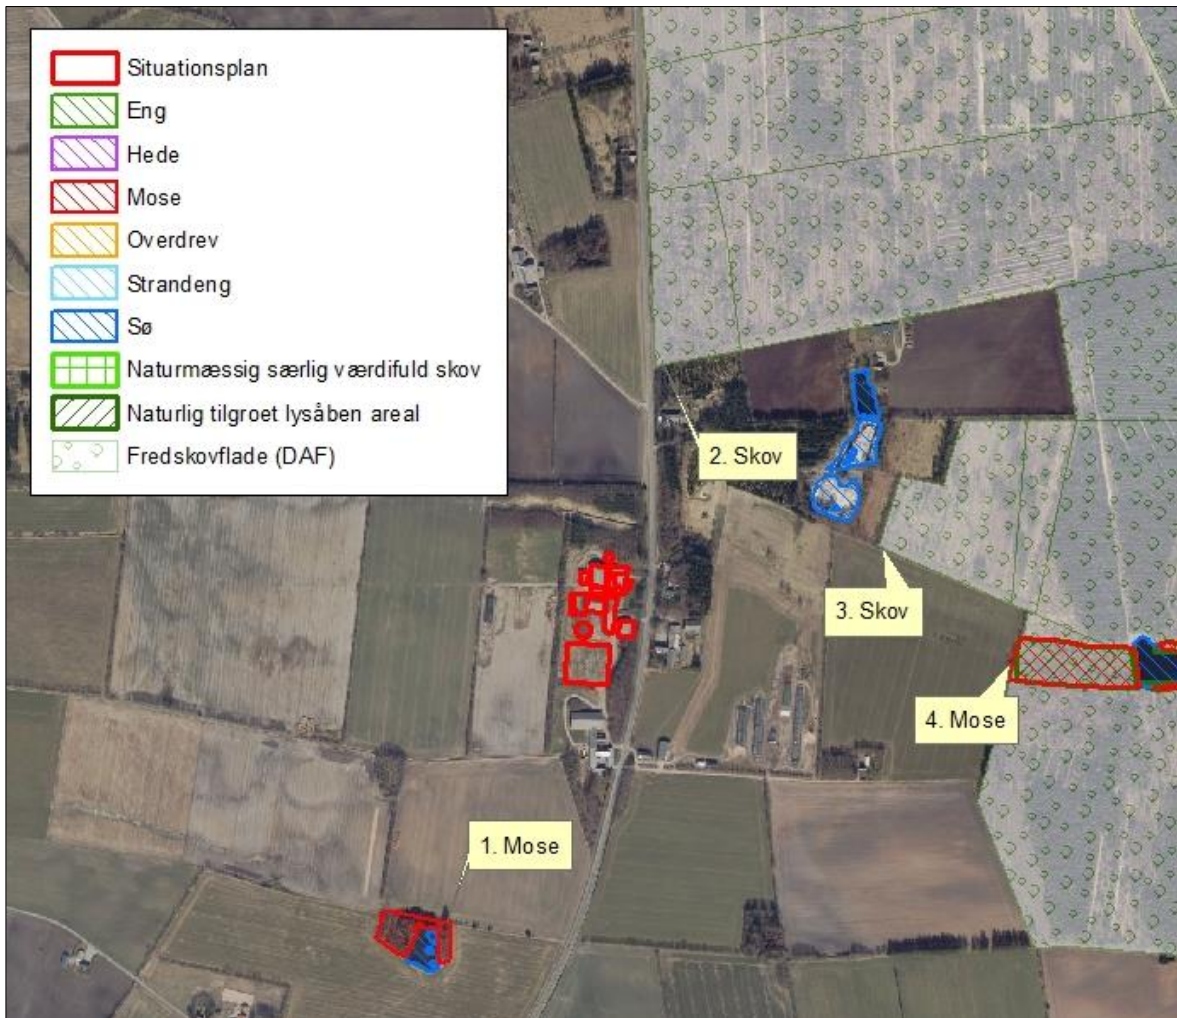 Situationsplan
Eng
Hede
Mose
Overdrev
Strandeng
Sø
Naturmæssig særlig værdifuld skov
Naturlig tilgroet lysåben areal
Fredskovflade (DAF)
2. Skov
3. Skov
4. Mose
1. Mose